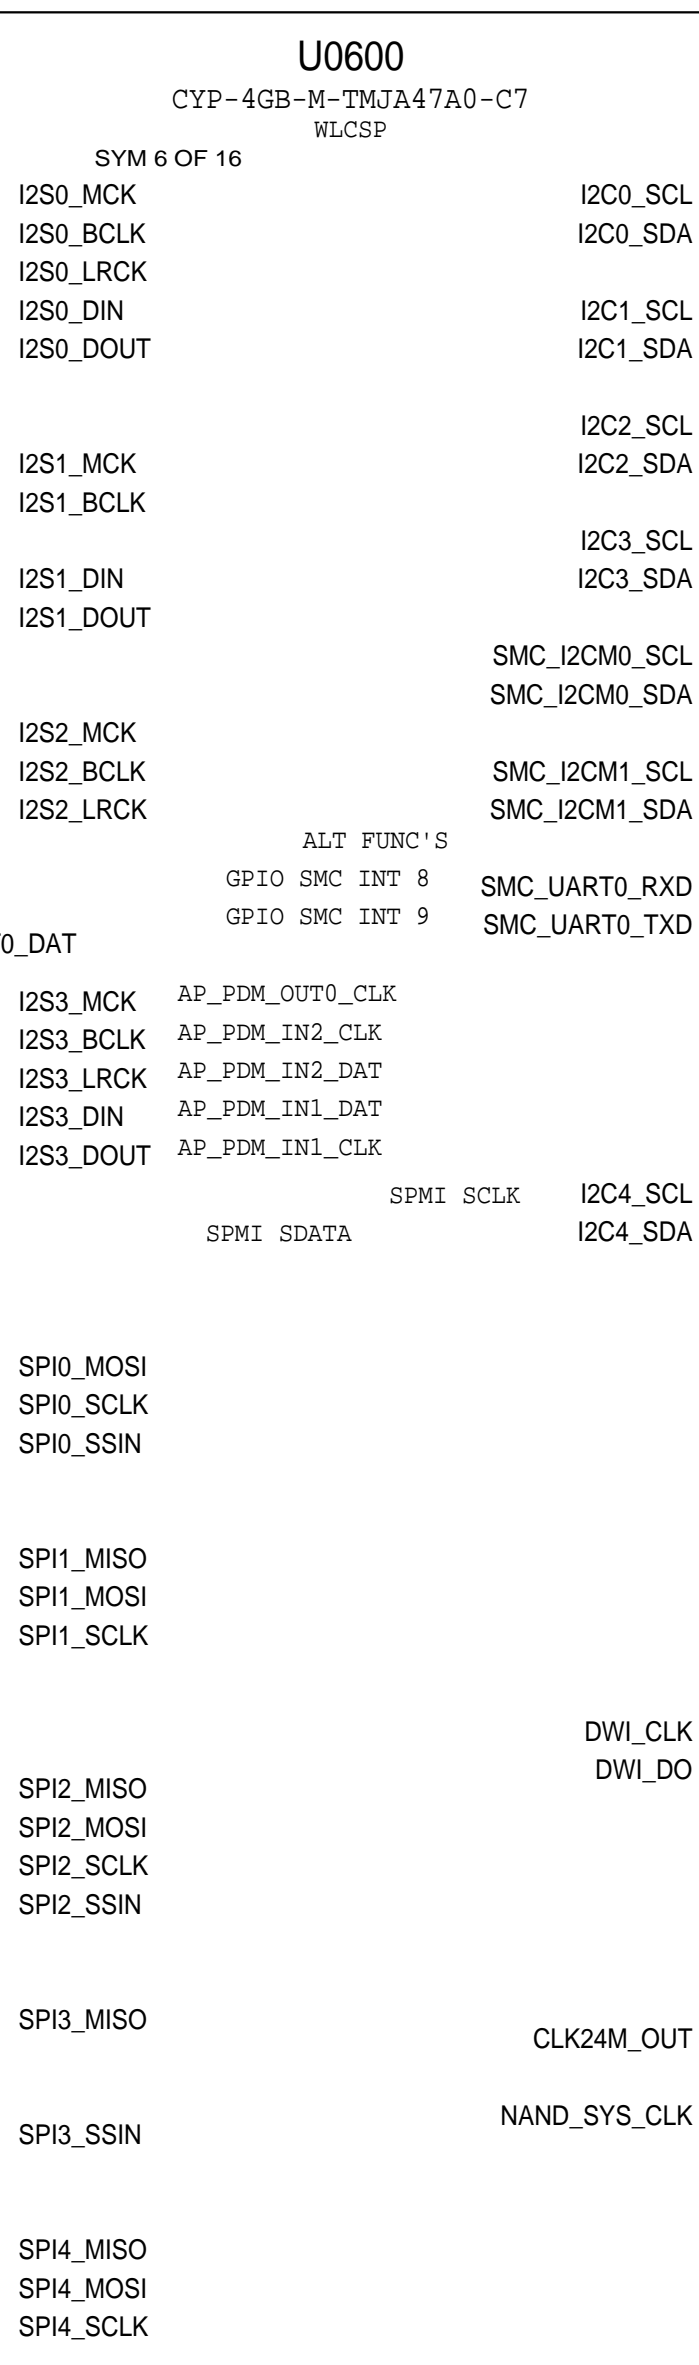 U0600
CYP-4GB-M-TMJA47A0-C7
WLCSP
SYM 6 OF 16
I2S0_MCK I2C0_SCL
I2S0_BCLK I2C0_SDA
I2S0_LRCK
I2S0_DIN I2C1_SCL
I2S0_DOUT I2C1_SDA
I2C2_SCL
I2S1_MCK I2C2_SDA
I2S1_BCLK
I2C3_SCL
I2S1_DIN I2C3_SDA
I2S1_DOUT
SMC_I2CM0_SCL
SMC_I2CM0_SDA
I2S2_MCK
I2S2_BCLK SMC_I2CM1_SCL
I2S2_LRCK SMC_I2CM1_SDA
ALT FUNC'S
GPIO SMC INT 8 SMC_UART0_RXD
GPIO SMC INT 9 SMC_UART0_TXD
0_DAT
I2S3_MCK AP_PDM_OUT0_CLK
I2S3_BCLK AP_PDM_IN2_CLK
I2S3_LRCK AP_PDM_IN2_DAT
I2S3_DIN AP_PDM_IN1_DAT
I2S3_DOUT AP_PDM_IN1_CLK
SPMI SCLK I2C4_SCL
SPMI SDATA I2C4_SDA
SPI0_MOSI
SPI0_SCLK
SPI0_SSIN
SPI1_MISO
SPI1_MOSI
SPI1_SCLK
DWI_CLK
DWI_DO
SPI2_MISO
SPI2_MOSI
SPI2_SCLK
SPI2_SSIN
SPI3_MISO
CLK24M_OUT
NAND_SYS_CLK
SPI3_SSIN
SPI4_MISO
SPI4_MOSI
SPI4_SCLK